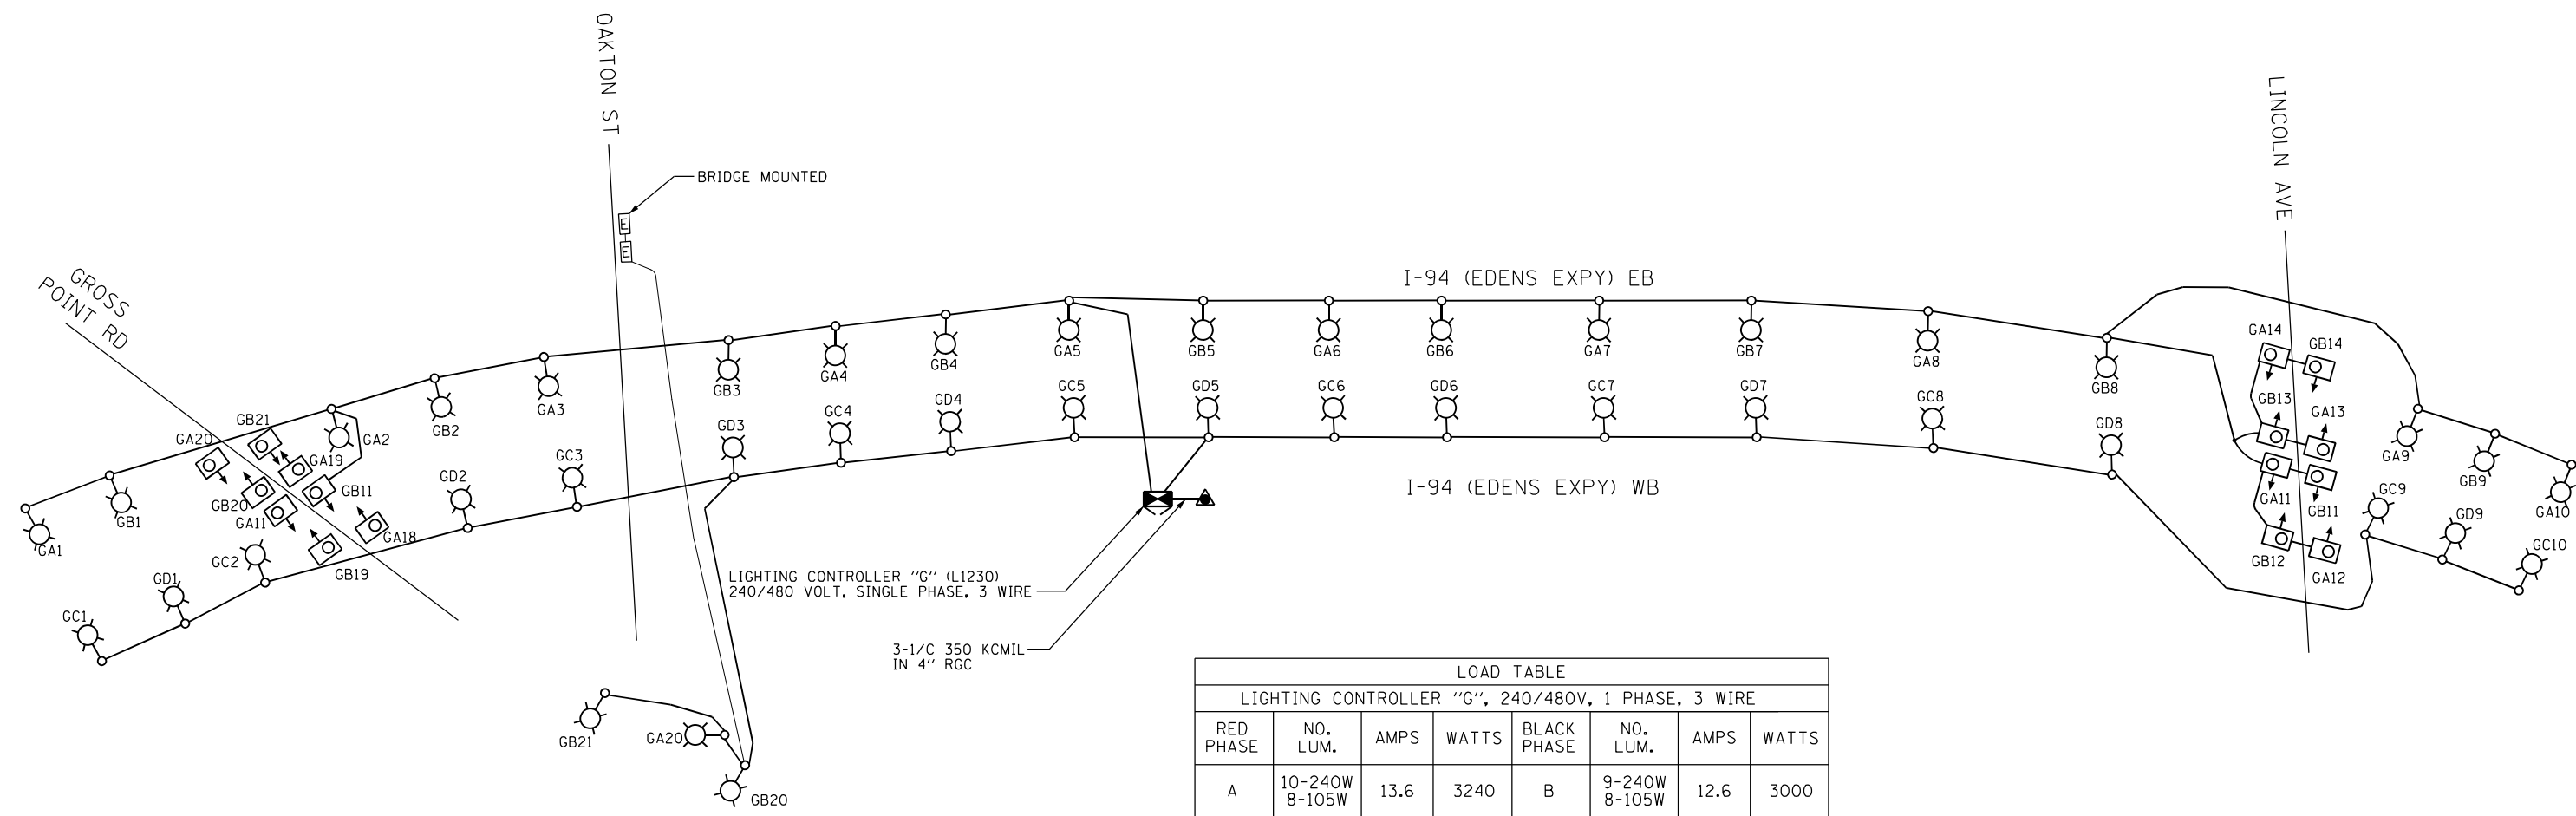 OAKTON ST
LINCOLN AVE
BRIDGE MOUNTED
E
E
GROSS
POINT RD
I-94 (EDENS EXPY) EB
GA1
GB1
GA2
GB2
GA3
GB3
GA4
GB4
GA5
GB5
GA6
GB6
GA7
GB7
GA8
GB8
GA9
GB9
GA10
GA20
GB21
GA19
GB11
GB20
GA11
GA18
GB19
GA14
GB14
GB13
GA13
GA11
GB11
GB12
GA12
GC1
GD1
GC2
GD2
GC3
GD3
GC4
GD4
GC5
GD5
GC6
GD6
GC7
GD7
GC8
GD8
GC9
GD9
GC10
I-94 (EDENS EXPY) WB
LIGHTING CONTROLLER "G" (L1230)
240/480 VOLT, SINGLE PHASE, 3 WIRE
3-1/C 350 KCMIL
IN 4" RGC
GB21
GA20
GB20
LOAD TABLE
LIGHTING CONTROLLER "G", 240/480V, 1 PHASE, 3 WIRE
RED PHASE NO. LUM. AMPS WATTS BLACK PHASE NO. LUM. AMPS WATTS
A 10-240W 8-105W 13.6 3240 B 9-240W 8-105W 12.6 3000